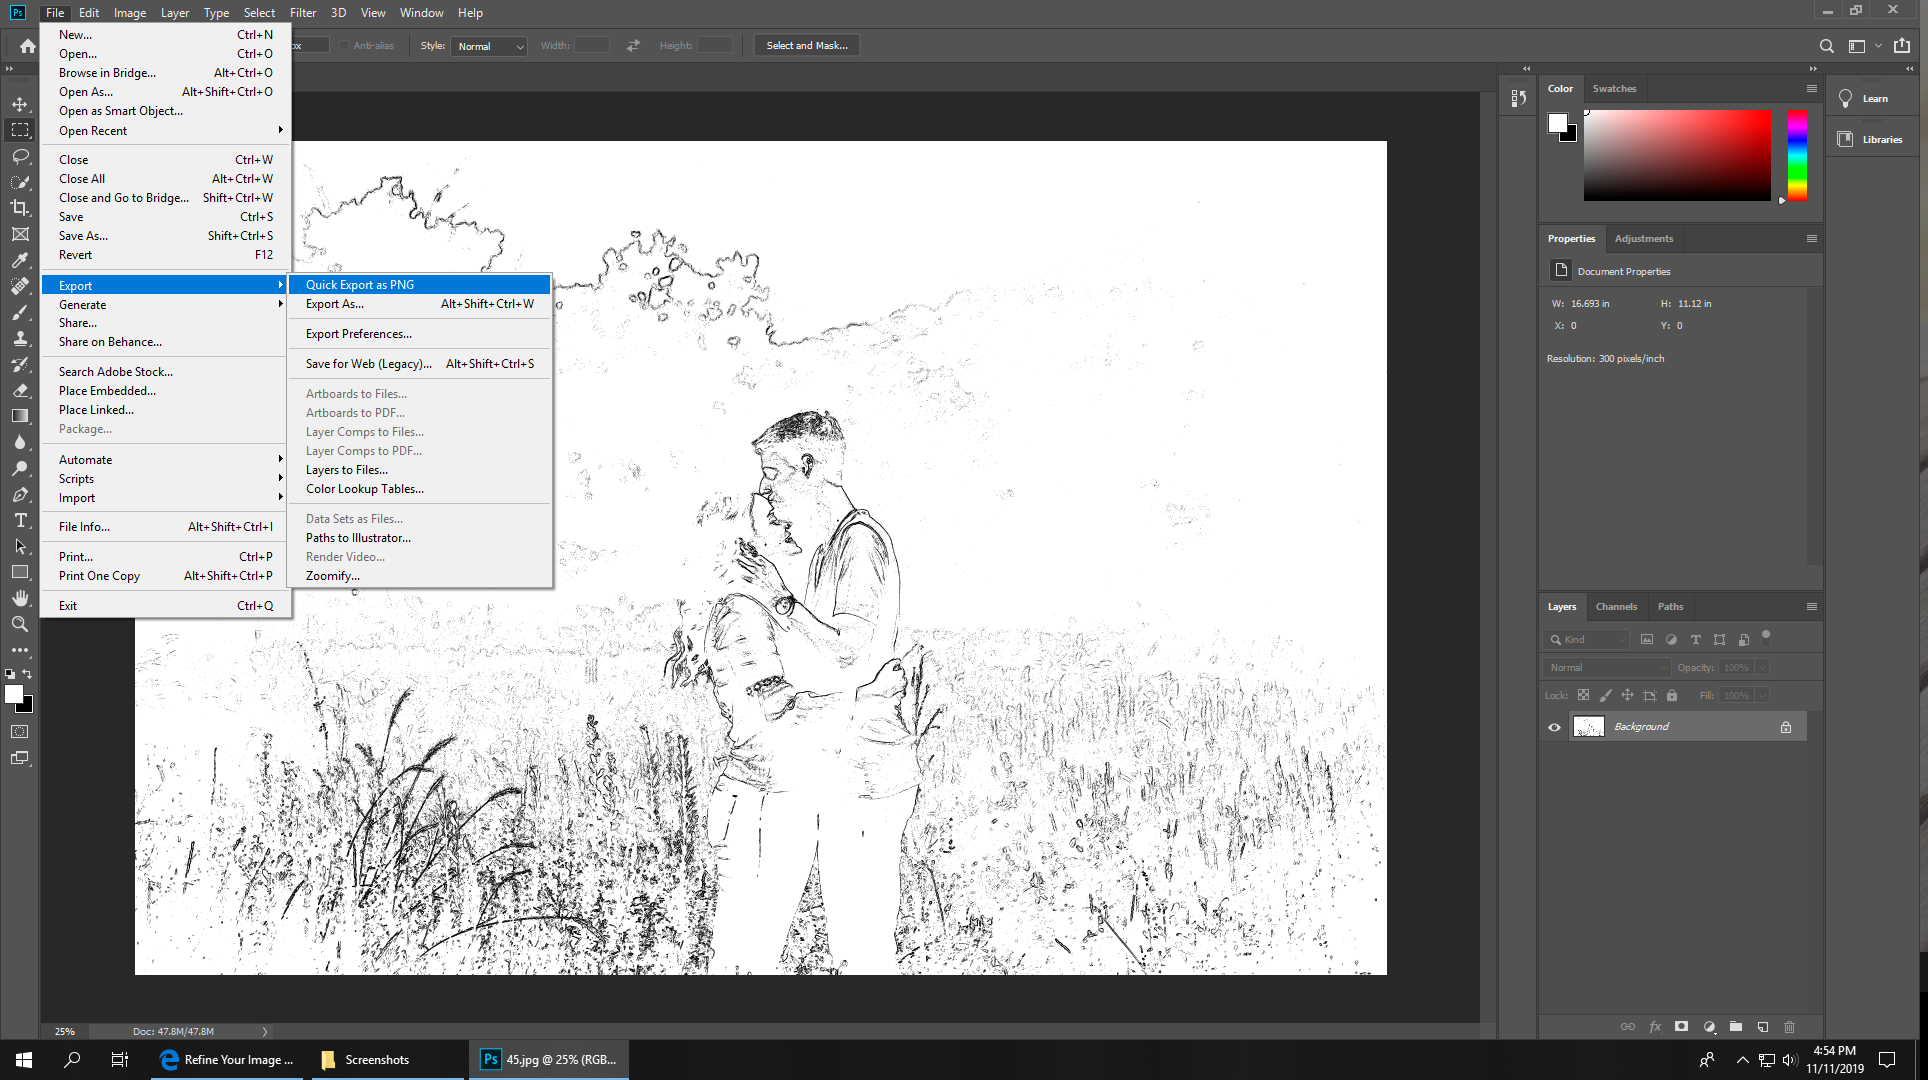 Ps File Edit Image Layer Type Select Filter 3D View Window Help
px Anti-alias Style: Normal Width: Height: Select and Mask...
New... Ctrl+N
Open... Ctrl+O
Browse in Bridge... Alt+Ctrl+O
Open As... Alt+Shift+Ctrl+O
Open as Smart Object...
Open Recent
Close Ctrl+W
Close All Alt+Ctrl+W
Close and Go to Bridge... Shift+Ctrl+W
Save Ctrl+S
Save As... Shift+Ctrl+S
Revert F12
Export
Generate
Share...
Share on Behance...
Search Adobe Stock...
Place Embedded...
Place Linked...
Package...
Automate
Scripts
Import
File Info... Alt+Shift+Ctrl+I
Print... Ctrl+P
Print One Copy Alt+Shift+Ctrl+P
Exit Ctrl+Q
Quick Export as PNG
Export As... Alt+Shift+Ctrl+W
Export Preferences...
Save for Web (Legacy)... Alt+Shift+Ctrl+S
Artboards to Files...
Artboards to PDF...
Layer Comps to Files...
Layer Comps to PDF...
Layers to Files...
Color Lookup Tables...
Data Sets as Files...
Paths to Illustrator...
Render Video...
Zoomify...
Color Swatches
Learn
Libraries
Properties Adjustments
Document Properties
W: 16.693 in H: 11.12 in
X: 0 Y: 0
Resolution: 300 pixels/inch
Layers Channels Paths
Kind
Normal Opacity: 100%
Lock: Fill: 100%
Background
25% Doc: 47.8M/47.8M
Refine Your Image ... Screenshots Ps 45.jpg @ 25% (RGB...
4:54 PM
11/11/2019